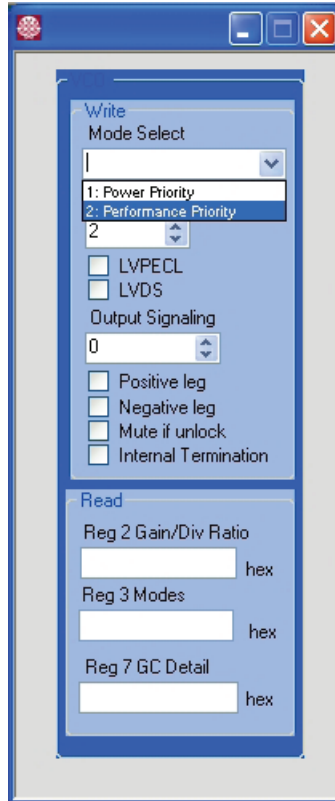 VCO
Write
Mode Select
1: Power Priority
2: Performance Priority
2
LVPECL
LVDS
Output Signaling
0
Positive leg
Negative leg
Mute if unlock
Internal Termination
Read
Reg 2 Gain/Div Ratio
hex
Reg 3 Modes
hex
Reg 7 GC Detail
hex